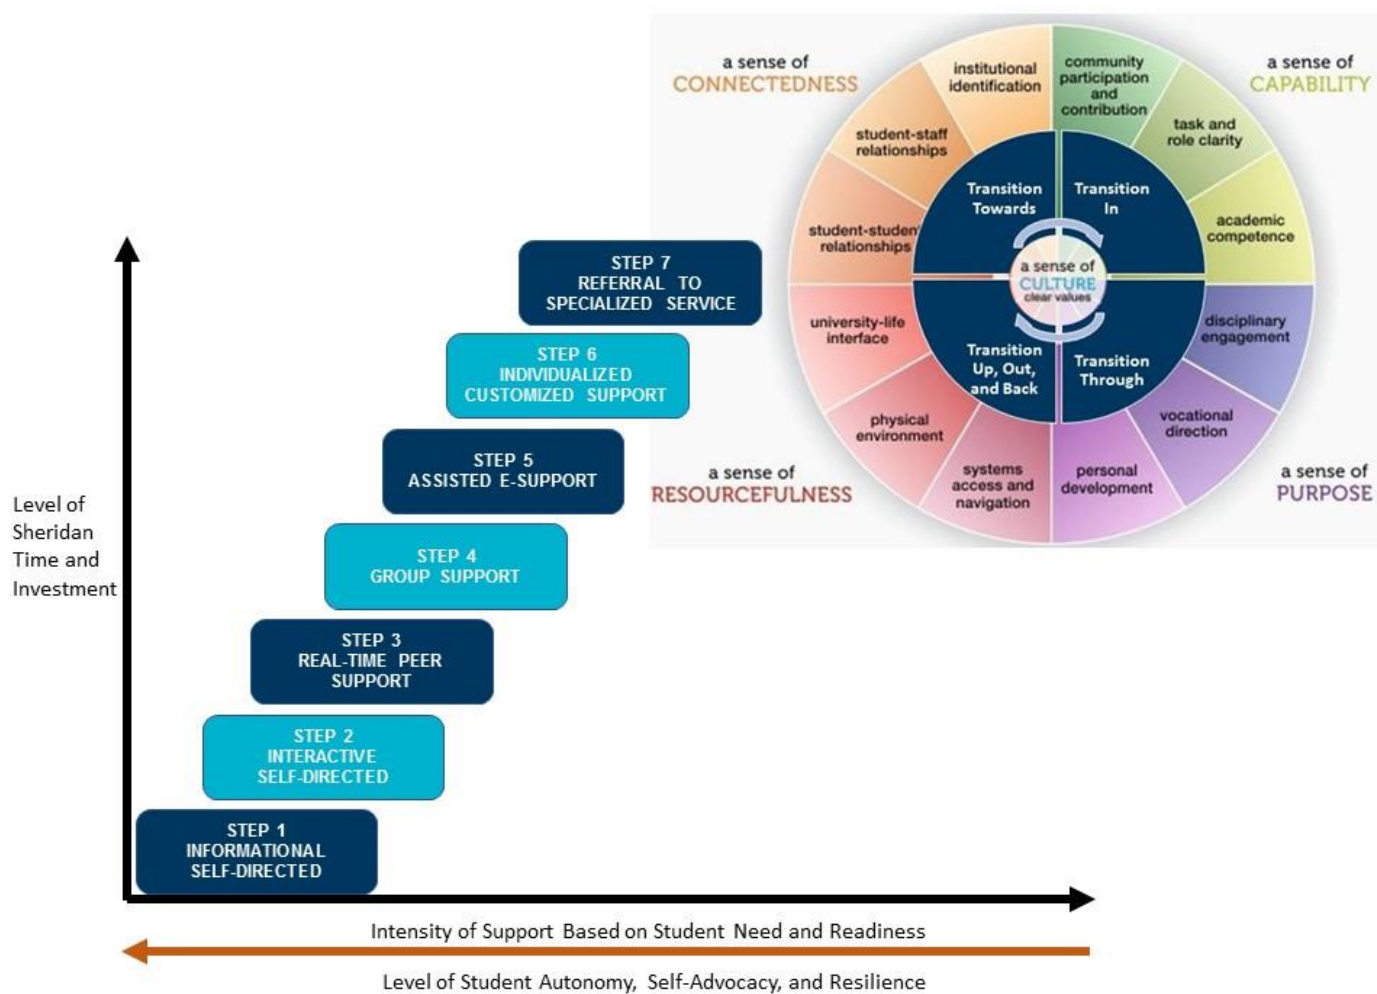 a sense of
CONNECTEDNESS
institutional
identification
community
participation
and
contribution
a sense of
CAPABILITY
student-staff
relationships
task and
role clarity
student-student
relationships
academic
competence
Transition
Towards
Transition
In
a sense of
CULTURE
clear values
university-life
interface
disciplinary
engagement
Transition
Up, Out,
and Back
Transition
Through
physical
environment
vocational
direction
systems
access and
navigation
personal
development
a sense of
RESOURCEFULNESS
a sense of
PURPOSE
STEP 7
REFERRAL TO
SPECIALIZED SERVICE
STEP 6
INDIVIDUALIZED
CUSTOMIZED SUPPORT
STEP 5
ASSISTED E-SUPPORT
STEP 4
GROUP SUPPORT
STEP 3
REAL-TIME PEER
SUPPORT
STEP 2
INTERACTIVE
SELF-DIRECTED
STEP 1
INFORMATIONAL
SELF-DIRECTED
Level of
Sheridan
Time and
Investment
Intensity of Support Based on Student Need and Readiness
Level of Student Autonomy, Self-Advocacy, and Resilience